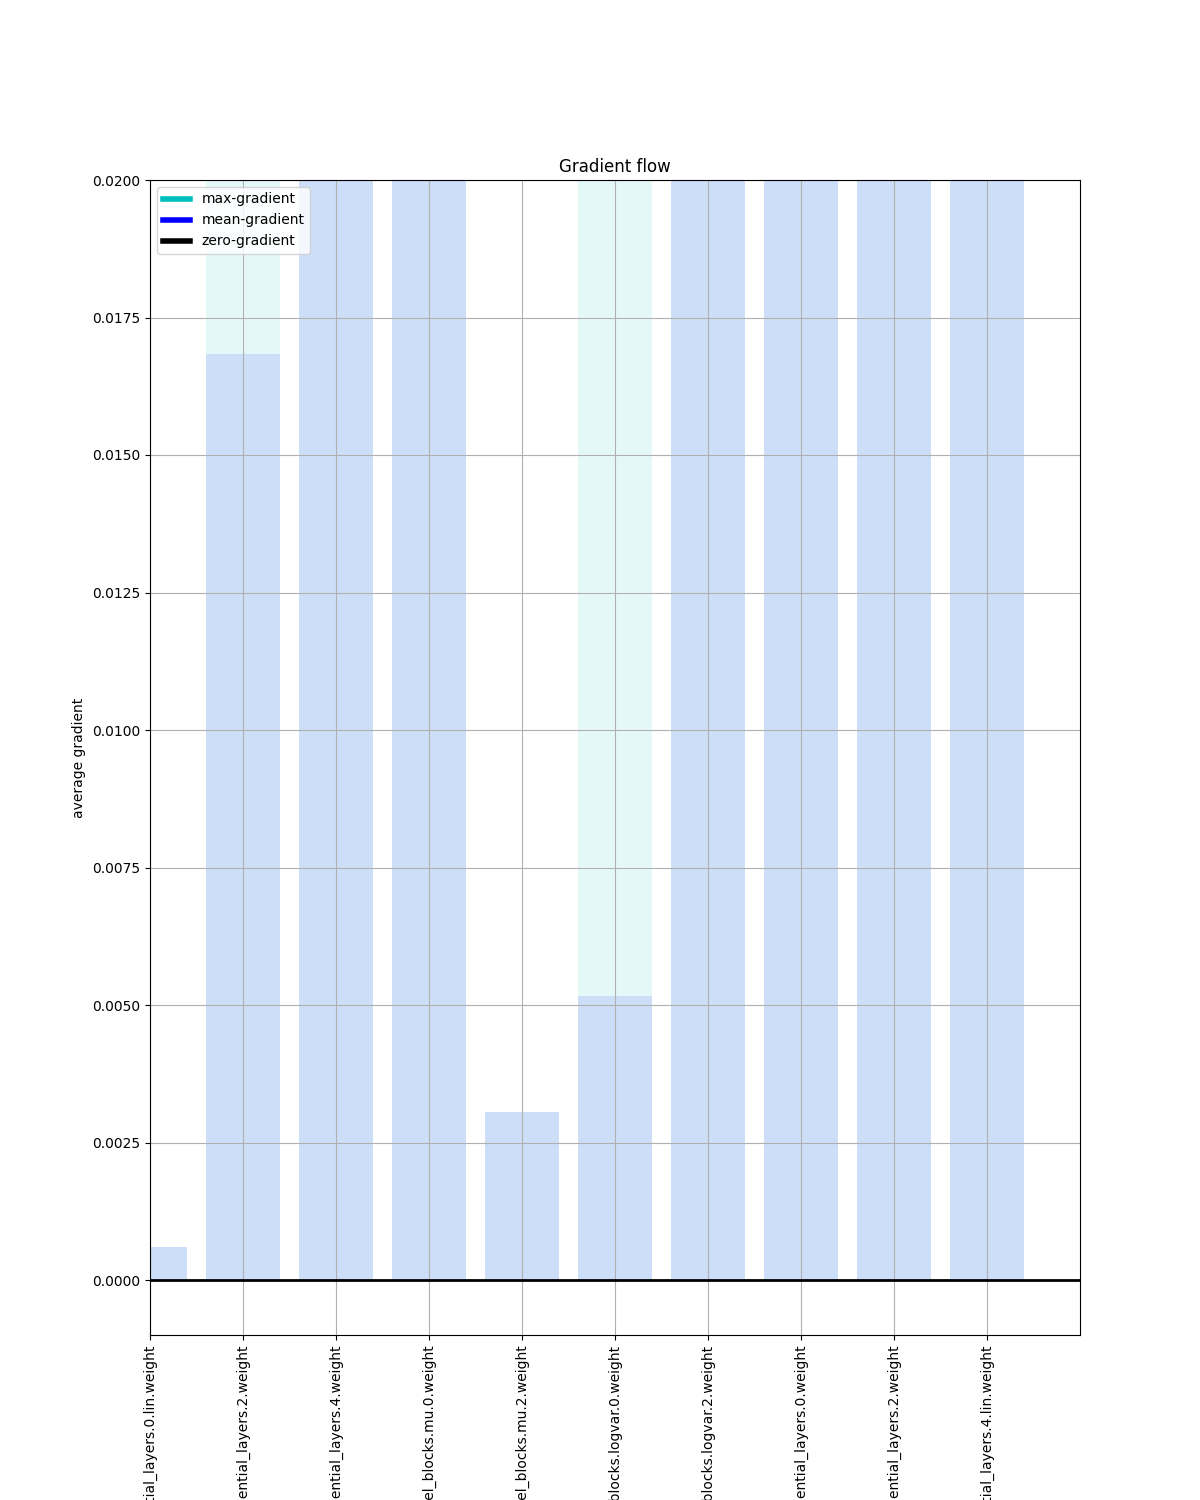 Gradient flow
max-gradient
mean-gradient
zero-gradient
0.0200
0.0175
0.0150
0.0125
0.0100
0.0075
0.0050
0.0025
0.0000
average gradient
tial_layers.0.lin.weight
ential_layers.2.weight
ential_layers.4.weight
el_blocks.mu.0.weight
el_blocks.mu.2.weight
blocks.logvar.0.weight
blocks.logvar.2.weight
ential_layers.0.weight
ential_layers.2.weight
tial_layers.4.lin.weight